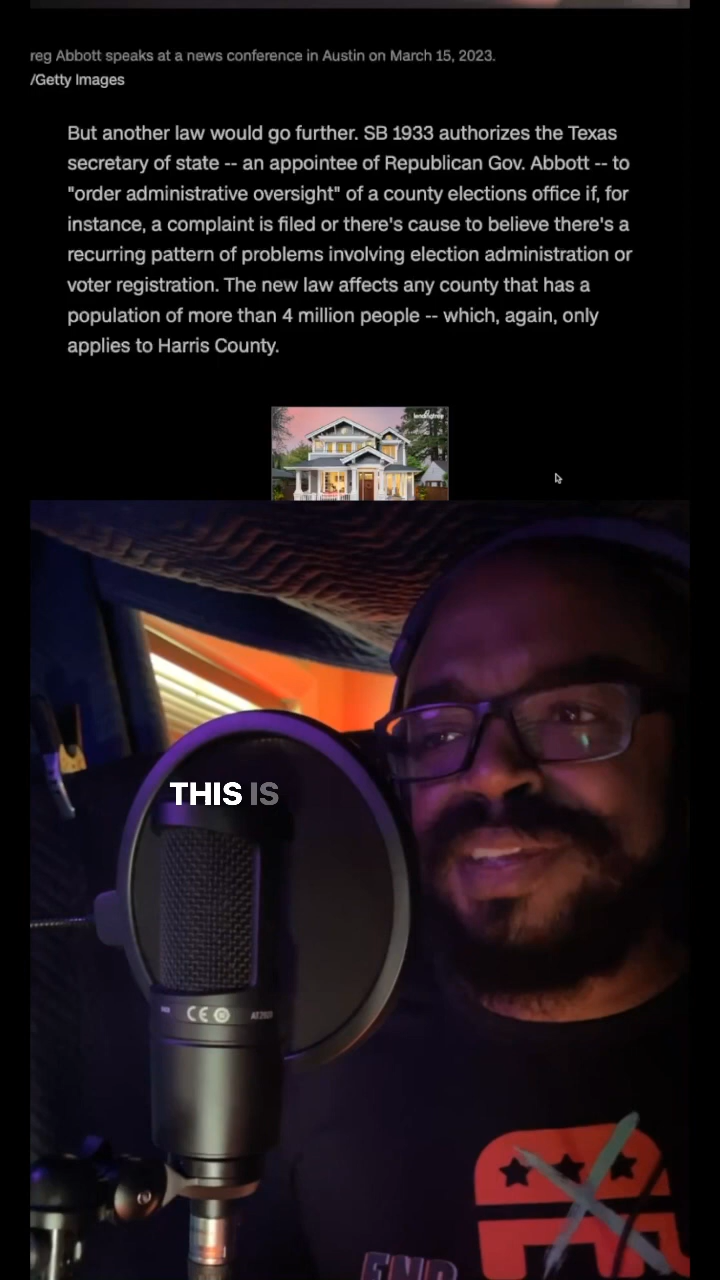 reg Abbott speaks at a news conference in Austin on March 15, 2023.
/Getty Images
But another law would go further. SB 1933 authorizes the Texas
secretary of state -- an appointee of Republican Gov. Abbott -- to
"order administrative oversight" of a county elections office if, for
instance, a complaint is filed or there's cause to believe there's a
recurring pattern of problems involving election administration or
voter registration. The new law affects any county that has a
population of more than 4 million people -- which, again, only
applies to Harris County.
lendingtree
THIS IS
CE
AT2020
END